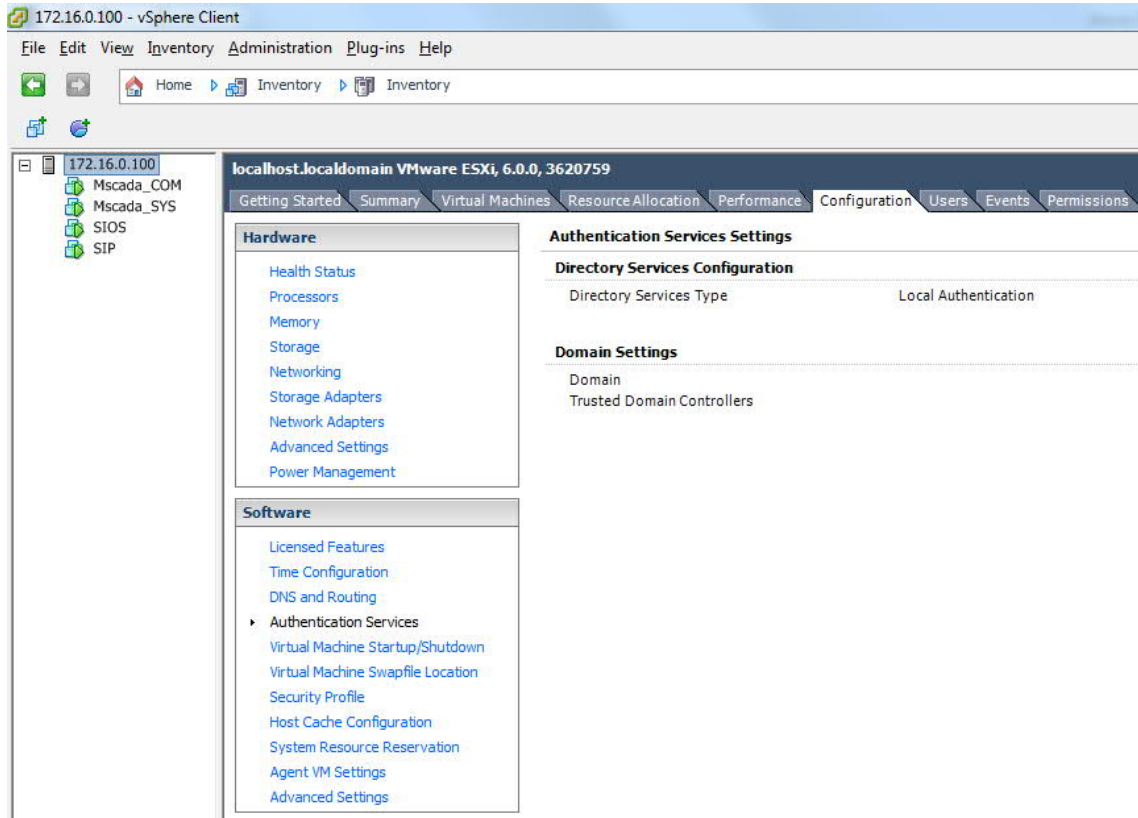 172.16.0.100 - vSphere Client
File Edit View Inventory Administration Plug-ins Help
Home Inventory Inventory
172.16.0.100
Mscada_COM
Mscada_SYS
SIOS
SIP
localhost.localdomain VMware ESXi, 6.0.0, 3620759
Getting Started Summary Virtual Machines Resource Allocation Performance Configuration Users Events Permissions
Hardware
Health Status
Processors
Memory
Storage
Networking
Storage Adapters
Network Adapters
Advanced Settings
Power Management
Software
Licensed Features
Time Configuration
DNS and Routing
Authentication Services
Virtual Machine Startup/Shutdown
Virtual Machine Swapfile Location
Security Profile
Host Cache Configuration
System Resource Reservation
Agent VM Settings
Advanced Settings
Authentication Services Settings
Directory Services Configuration
Directory Services Type Local Authentication
Domain Settings
Domain
Trusted Domain Controllers